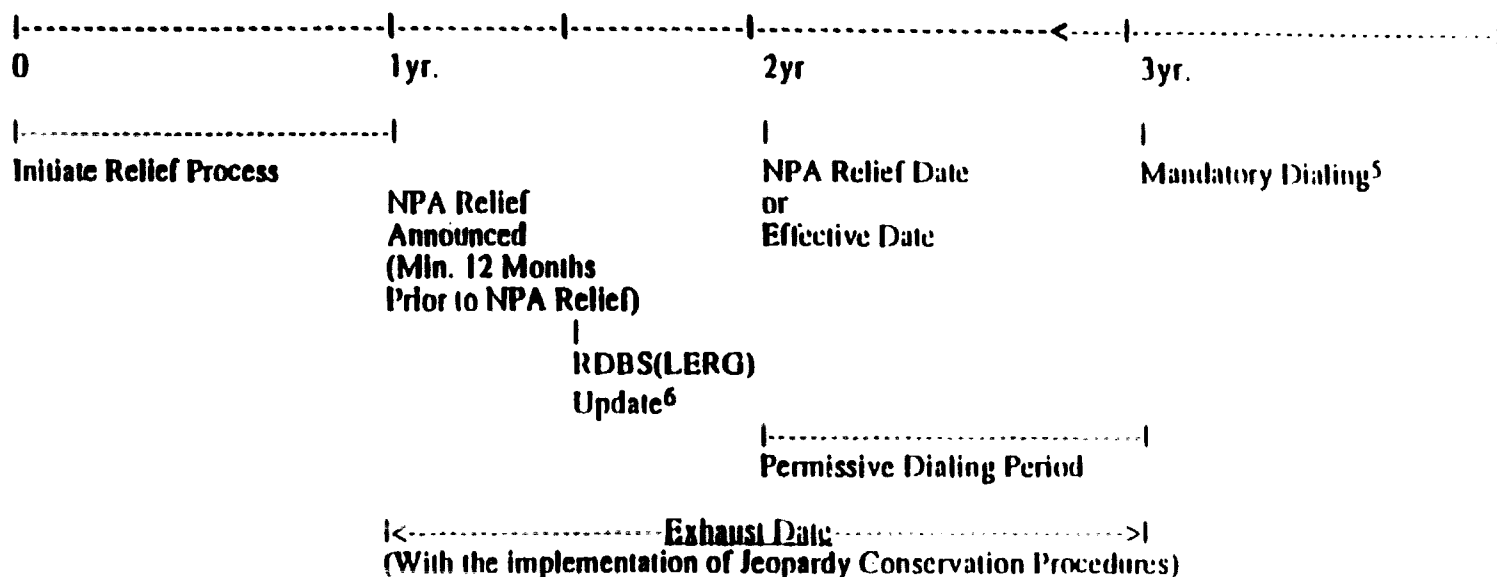 0 1yr. 2yr 3yr.
Initiate Relief Process
NPA Relief
Announced
(Min. 12 Months
Prior to NPA Relief)
NPA Relief Date
or
Effective Date
Mandatory Dialing5
RDBS(LERG)
Update6
Permissive Dialing Period
Exhaust Date
(With the implementation of Jeopardy Conservation Procedures)